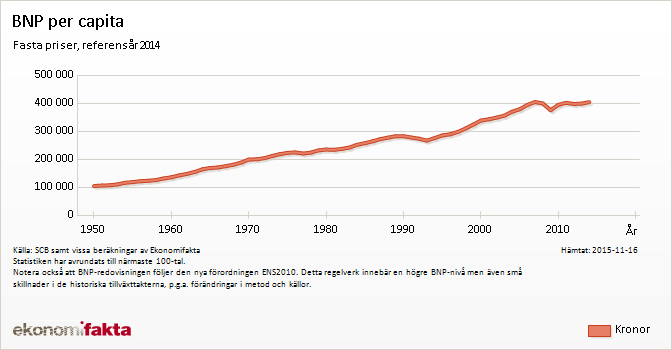 BNP per capita
Fasta priser, referensår 2014
500 000
400 000
300 000
200 000
100 000
0
1950 1960 1970 1980 1990 2000 2010 År
Källa: SCB samt vissa beräkningar av Ekonomifakta Hämtat: 2015-11-16
Statistiken har avrundats till närmaste 100-tal.
Notera också att BNP-redovisningen följer den nya förordningen ENS2010. Detta regelverk innebär en högre BNP-nivå men även små
skillnader i de historiska tillväxttakterna, p.g.a. förändringar i metod och källor.
ekonomifakta Kronor